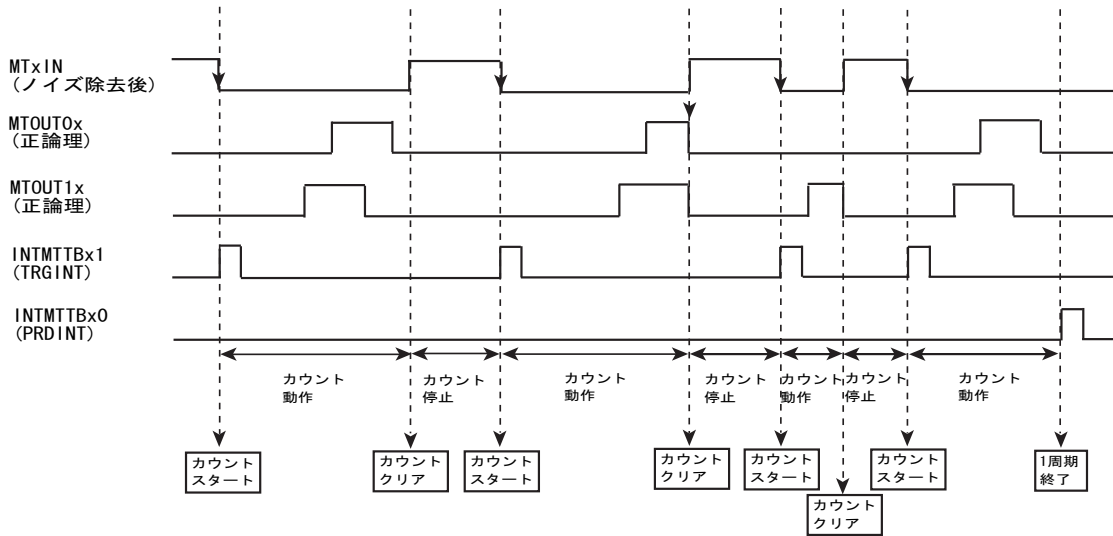 MTxIN
(ノイズ除去後)
MTOUT0x
(正論理)
MTOUT1x
(正論理)
INTMTTBx1
(TRGINT)
INTMTTBx0
(PRDINT)
カウント
動作
カウント
停止
カウント
動作
カウント
停止
カウント
動作
カウント
停止
カウント
動作
カウント
スタート
カウント
クリア
カウント
スタート
カウント
クリア
カウント
スタート
カウント
クリア
カウント
スタート
1周期
終了